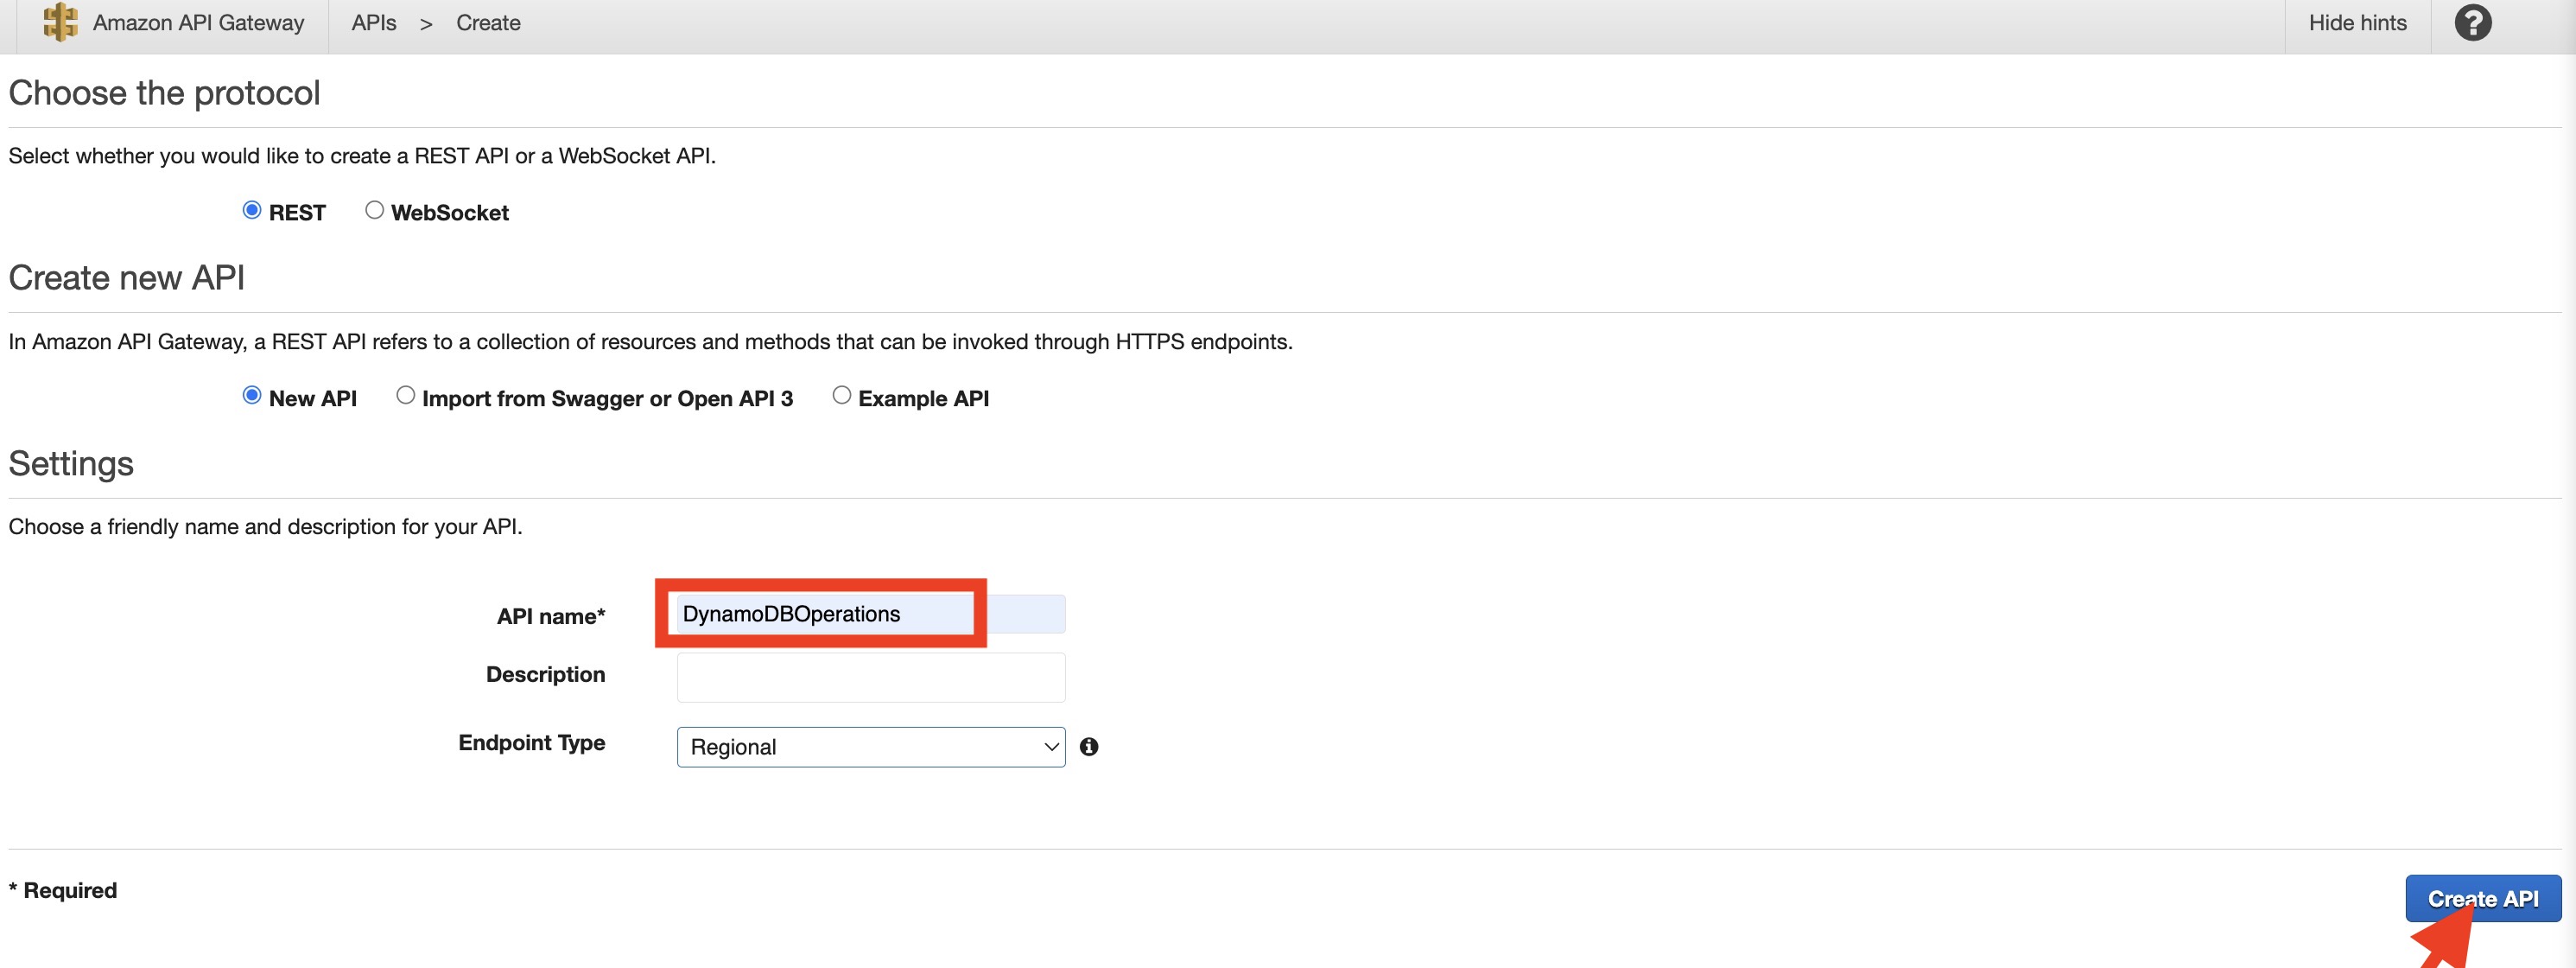 Amazon API Gateway APIs > Create Hide hints ?
Choose the protocol
Select whether you would like to create a REST API or a WebSocket API.
REST WebSocket
Create new API
In Amazon API Gateway, a REST API refers to a collection of resources and methods that can be invoked through HTTPS endpoints.
New API Import from Swagger or Open API 3 Example API
Settings
Choose a friendly name and description for your API.
API name* DynamoDBOperations
Description
Endpoint Type Regional
* Required Create API